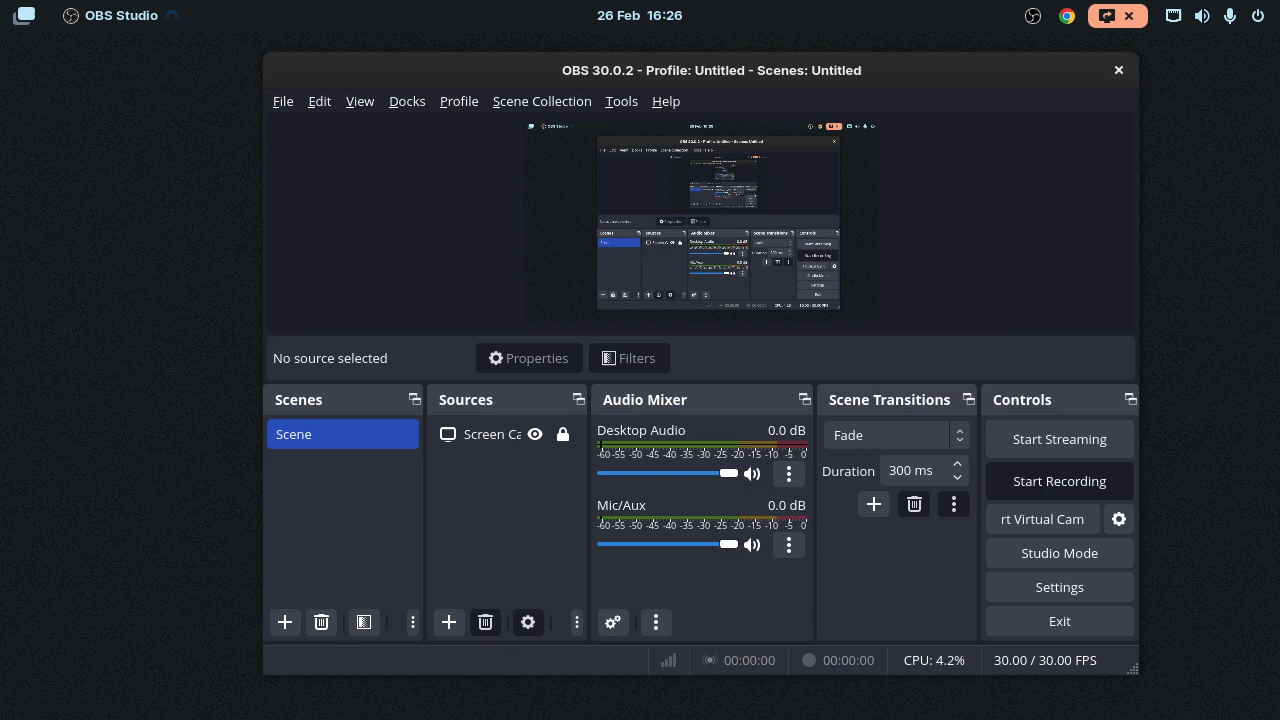 OBS Studio
26 Feb 16:26
OBS 30.0.2 - Profile: Untitled - Scenes: Untitled
File Edit View Docks Profile Scene Collection Tools Help
No source selected
Properties
Filters
Scenes
Sources
Audio Mixer
Scene Transitions
Controls
Scene
Screen Ca
Desktop Audio 0.0 dB
-60 -55 -50 -45 -40 -35 -30 -25 -20 -15 -10 -5 0
Mic/Aux 0.0 dB
-60 -55 -50 -45 -40 -35 -30 -25 -20 -15 -10 -5 0
Fade
Duration 300 ms
Start Streaming
Start Recording
rt Virtual Cam
Studio Mode
Settings
Exit
00:00:00
00:00:00
CPU: 4.2%
30.00 / 30.00 FPS